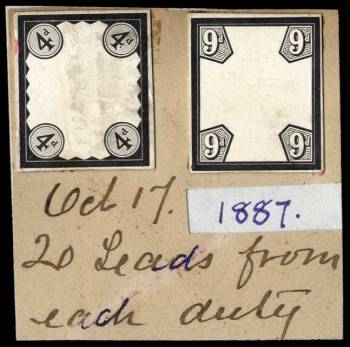 4d 4d 9d 9d
4d 4d 9d 9d
Oct 17. 1887.
20 Leads from
each duty